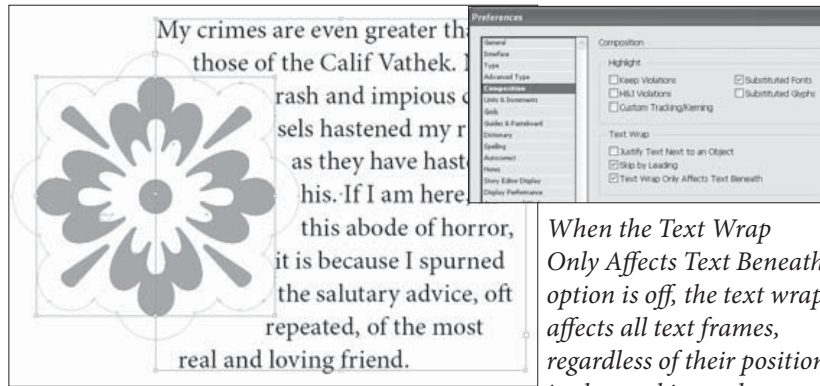 My crimes are even greater
those of the Calif Vathek.
rash and impious
sels hastened my
as they have
his. If I am here,
this abode of horror,
it is because I spurned
the salutary advice, oft
repeated, of the most
real and loving friend.
Preferences
General
Interface
Type
Advanced Type
Composition
Units & Increments
Grids
Guides & Pasteboard
Dictionary
Spelling
Autocorrect
Notes
Story Editor Display
Display Performance
Composition
Highlight
Keep Violations
Substituted Fonts
H&J Violations
Substituted Glyphs
Custom Tracking/Kerning
Text Wrap
Justify Text Next to an Object
Skip by Leading
Text Wrap Only Affects Text Beneath
When the Text Wrap
Only Affects Text Beneath
option is off, the text wrap
affects all text frames,
regardless of their position